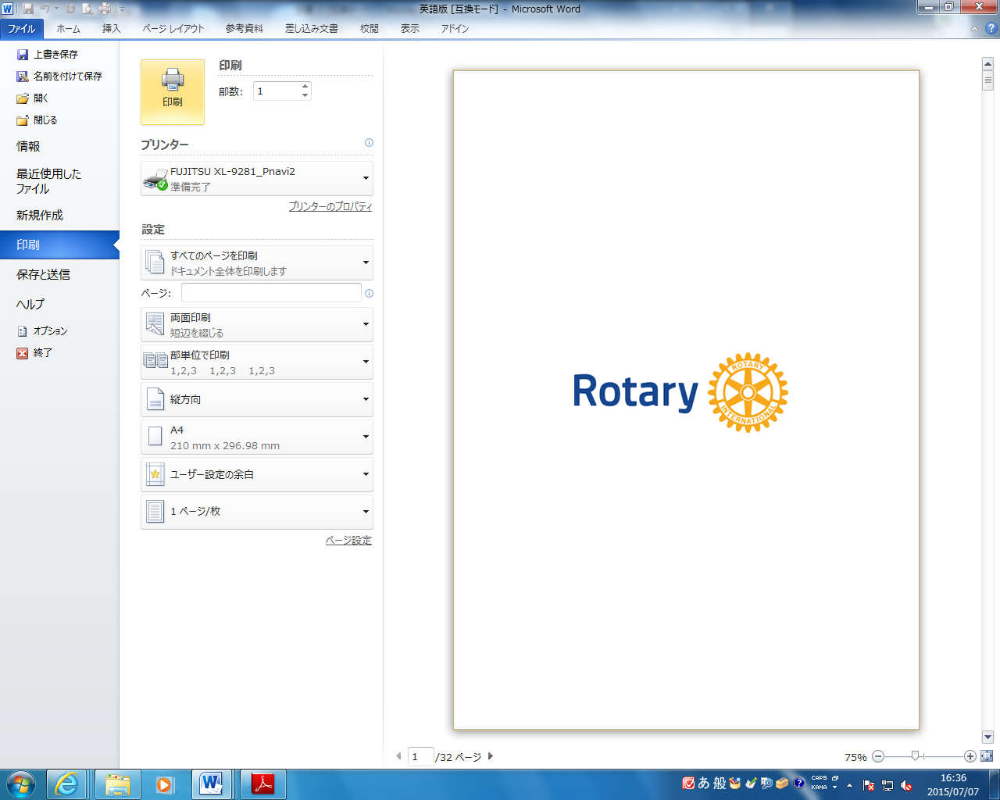 英語版 [互換モード] - Microsoft Word
ファイル
ホーム
挿入
ページ レイアウト
参考資料
差し込み文書
校閲
表示
アドイン
上書き保存
名前を付けて保存
開く
閉じる
情報
最近使用した
ファイル
新規作成
印刷
保存と送信
ヘルプ
オプション
終了
印刷
印刷
部数:
1
プリンター
FUJITSU XL-9281_Pnavi2
準備完了
プリンターのプロパティ
設定
すべてのページを印刷
ドキュメント全体を印刷します
ページ:
両面印刷
短辺を綴じる
部単位で印刷
1,2,3 1,2,3 1,2,3
縦方向
A4
210 mm x 296.98 mm
ユーザー設定の余白
1 ページ/枚
ページ設定
Rotary
ROTARY
INTERNATIONAL
1 /32 ページ
75%
あ 般
CAPS
KANA
16:36
2015/07/07